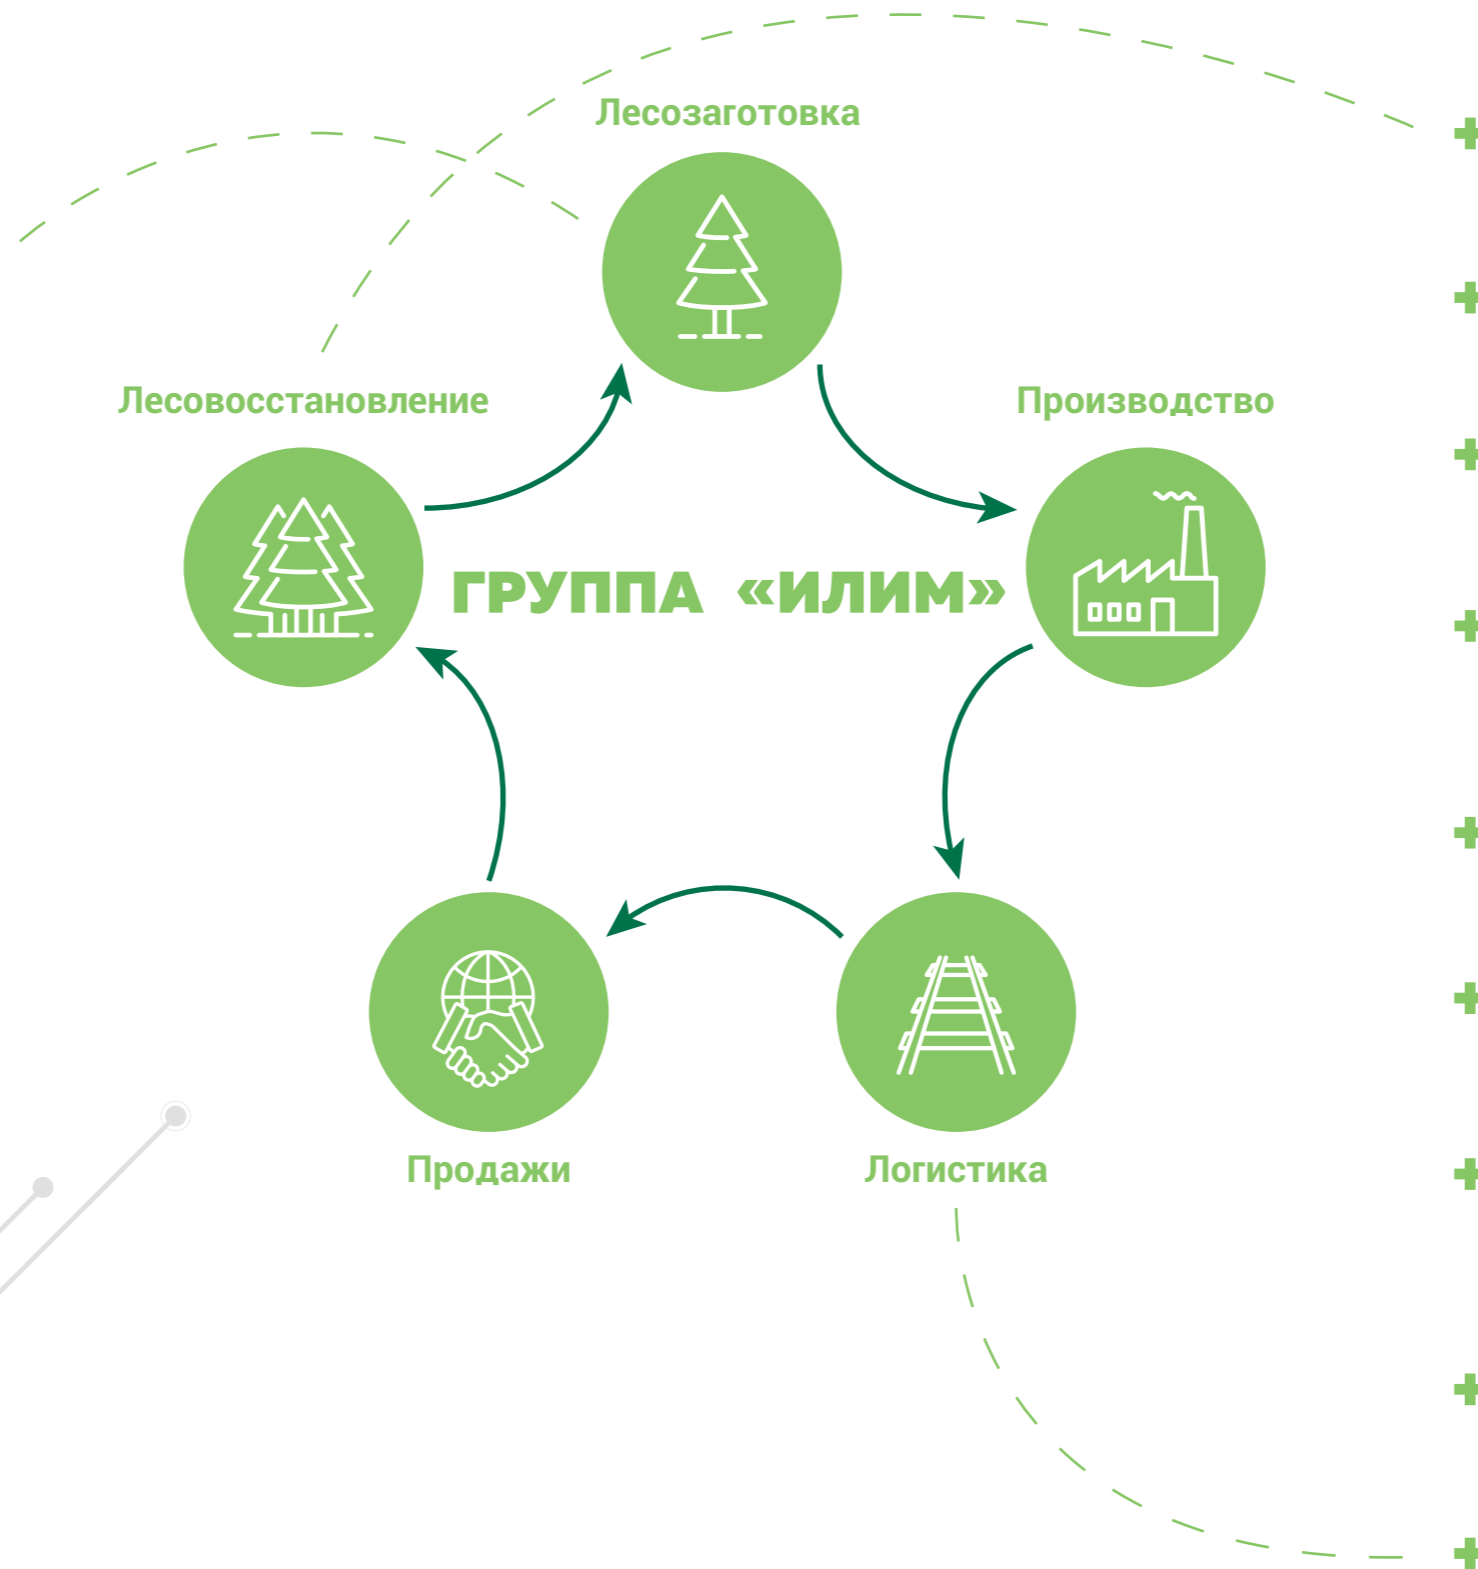 Лесозаготовка
Лесовосстановление
Производство
ГРУППА «ИЛИМ»
Продажи
Логистика